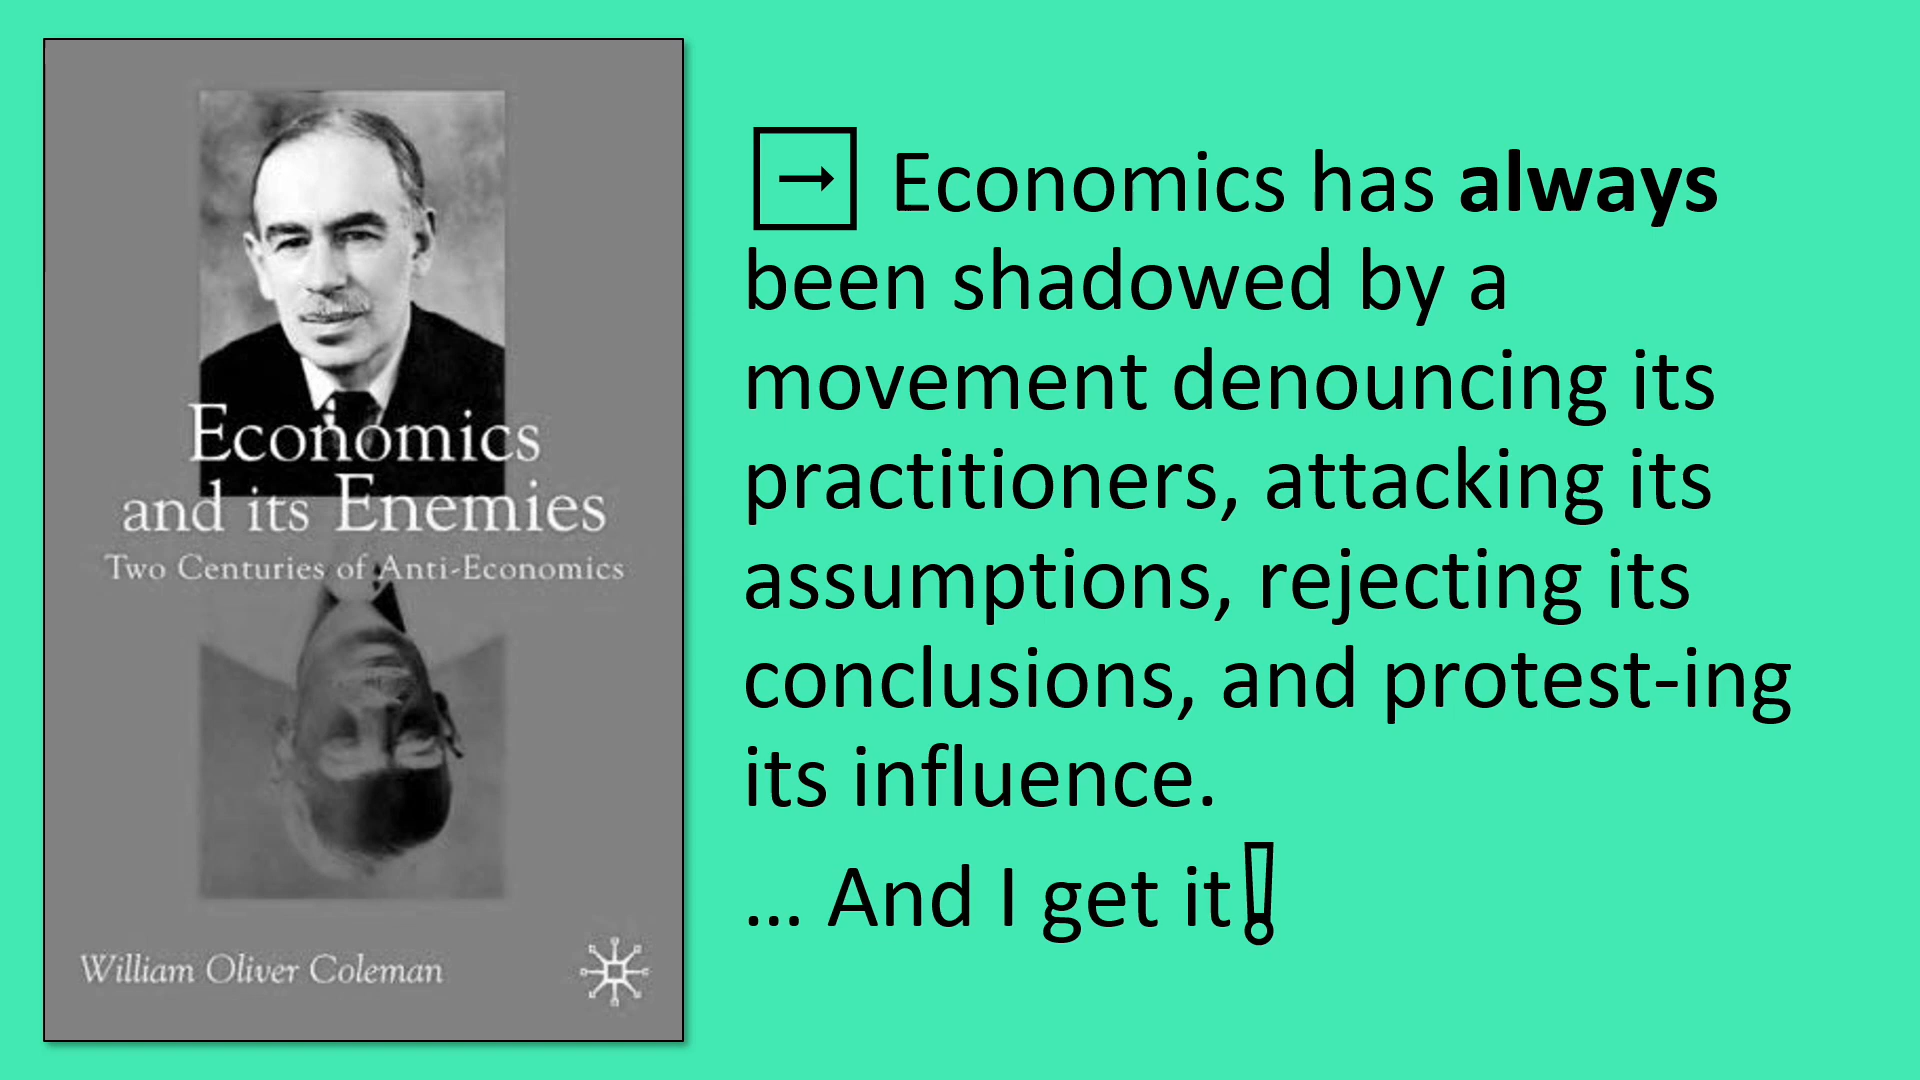 Economics
and its Enemies
Two Centuries of Anti-Economics
William Oliver Coleman
→ Economics has always
been shadowed by a
movement denouncing its
practitioners, attacking its
assumptions, rejecting its
conclusions, and protest-ing
its influence.
... And I get it!